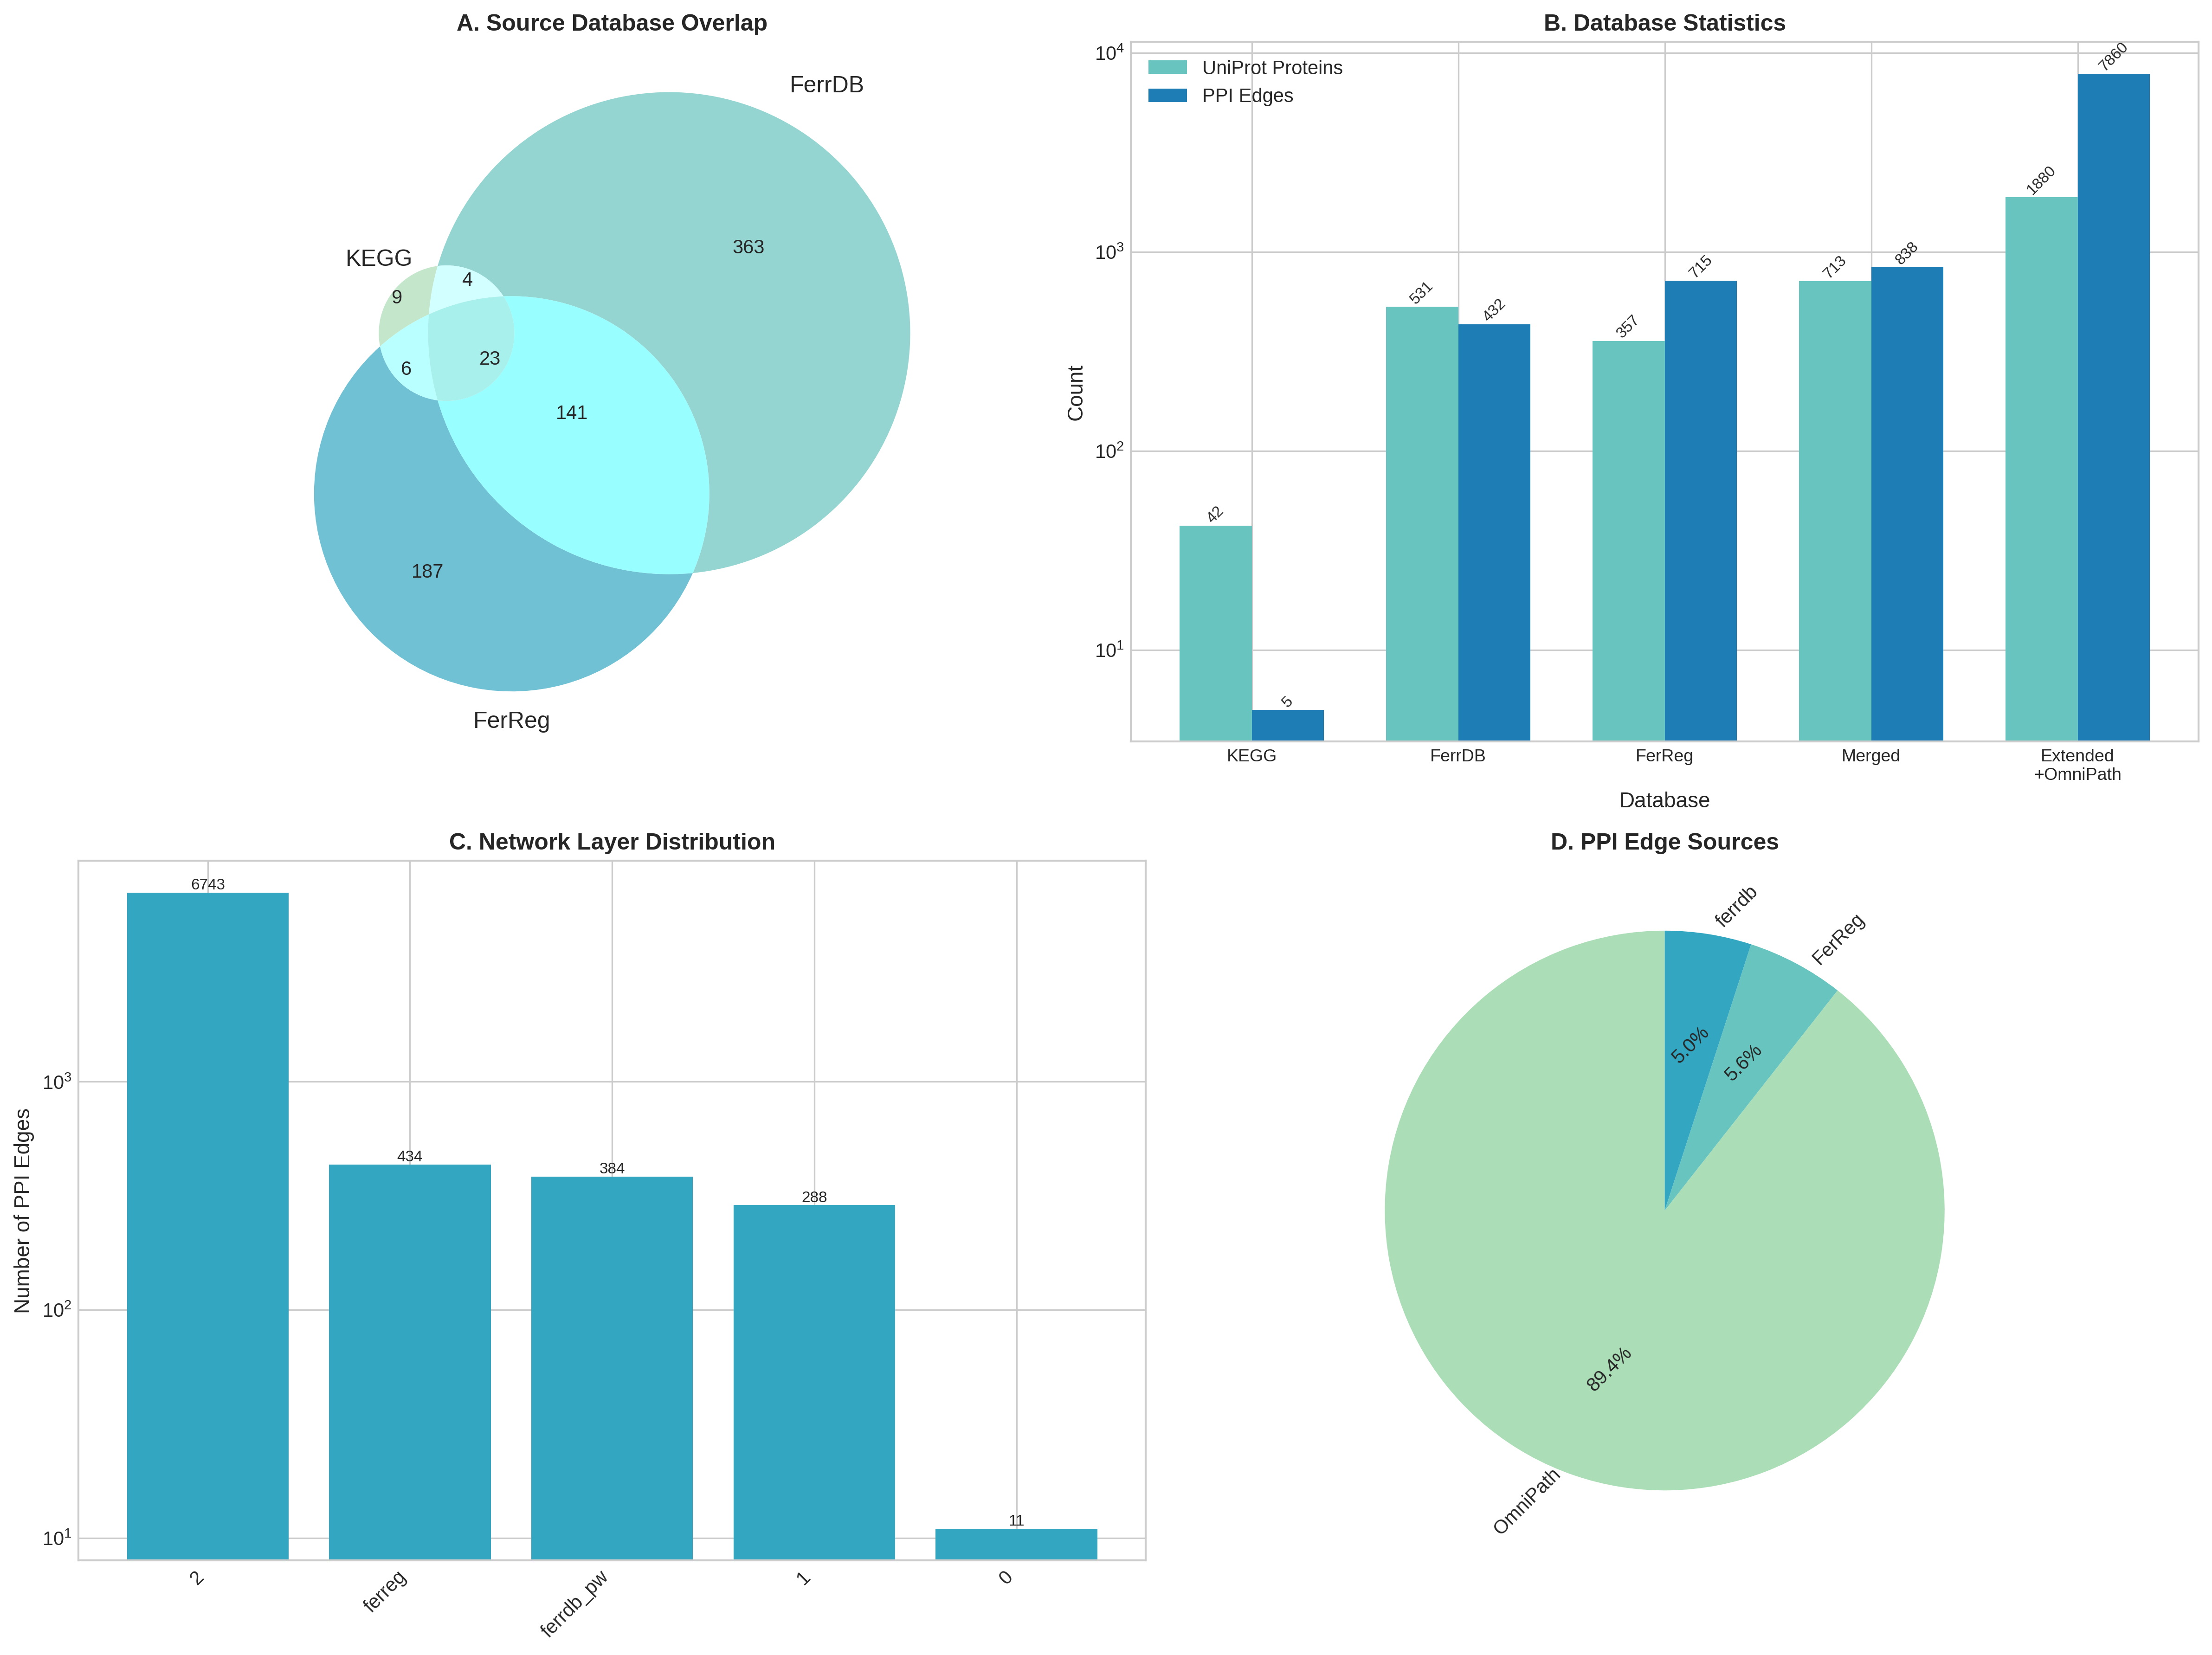 A. Source Database Overlap
FerrDB
KEGG
363
4
9
6
23
141
187
FerReg
B. Database Statistics
UniProt Proteins
PPI Edges
Count
10⁴
10³
10²
10¹
42
5
531
432
357
715
713
838
1880
7860
KEGG
FerrDB
FerReg
Merged
Extended
+OmniPath
Database
C. Network Layer Distribution
Number of PPI Edges
10³
10²
10¹
6743
434
384
288
11
2
ferreg
ferrdb_pw
1
0
D. PPI Edge Sources
ferrdb
FerReg
5.0%
5.6%
89.4%
OmniPath